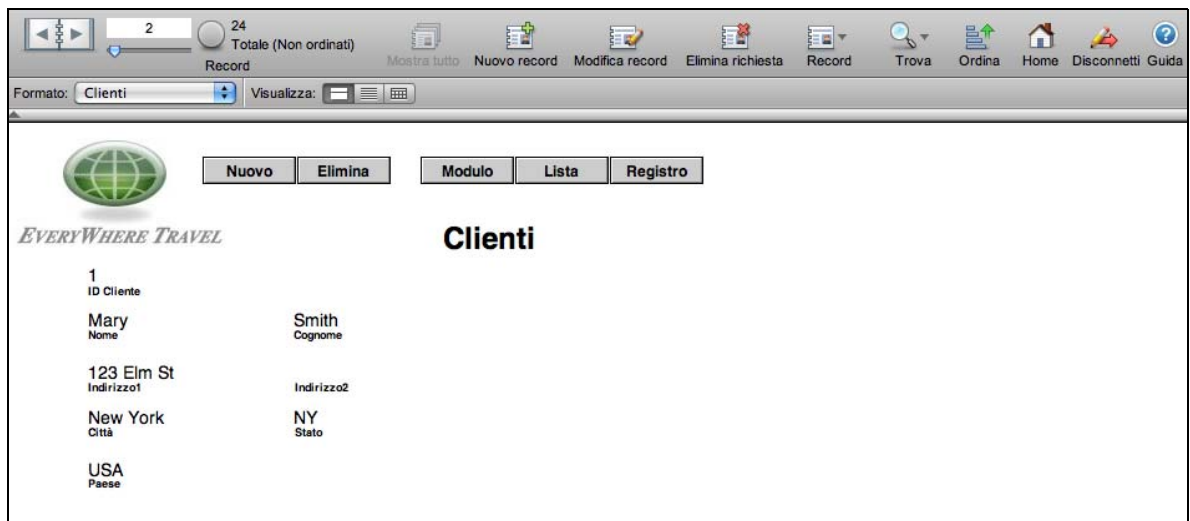 2
24
Totale (Non ordinati)
Record
Mostra tutto Nuovo record Modifica record Elimina richiesta Record Trova Ordina Home Disconnetti Guida
Formato: Clienti Visualizza:
Nuovo Elimina Modulo Lista Registro
EVERYWHERE TRAVEL
Clienti
1
ID Cliente
Mary Smith
Nome Cognome
123 Elm St
Indirizzo1 Indirizzo2
New York NY
Città Stato
USA
Paese